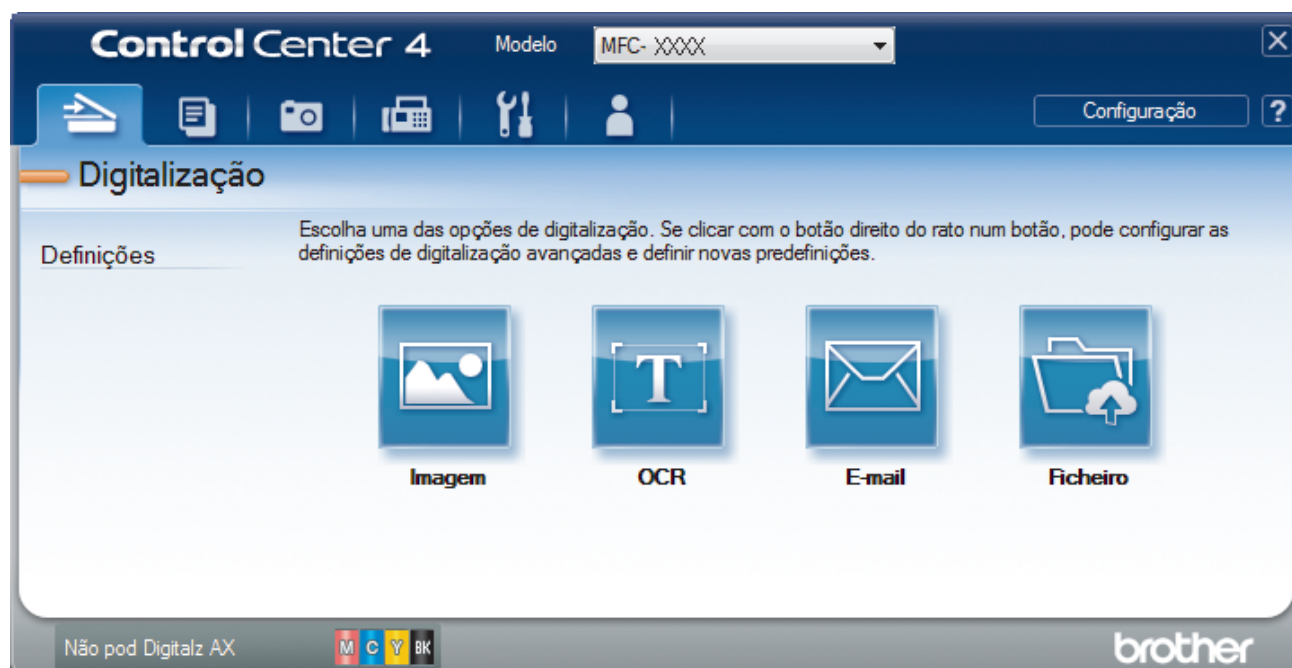 Control Center 4 Modelo MFC- XXXX
Configuração ?
Digitalização
Escolha uma das opções de digitalização. Se clicar com o botão direito do rato num botão, pode configurar as
Definições definições de digitalização avançadas e definir novas predefinições.
T
Imagem OCR E-mail Ficheiro
Não pod Digitalz AX M C Y BK brother